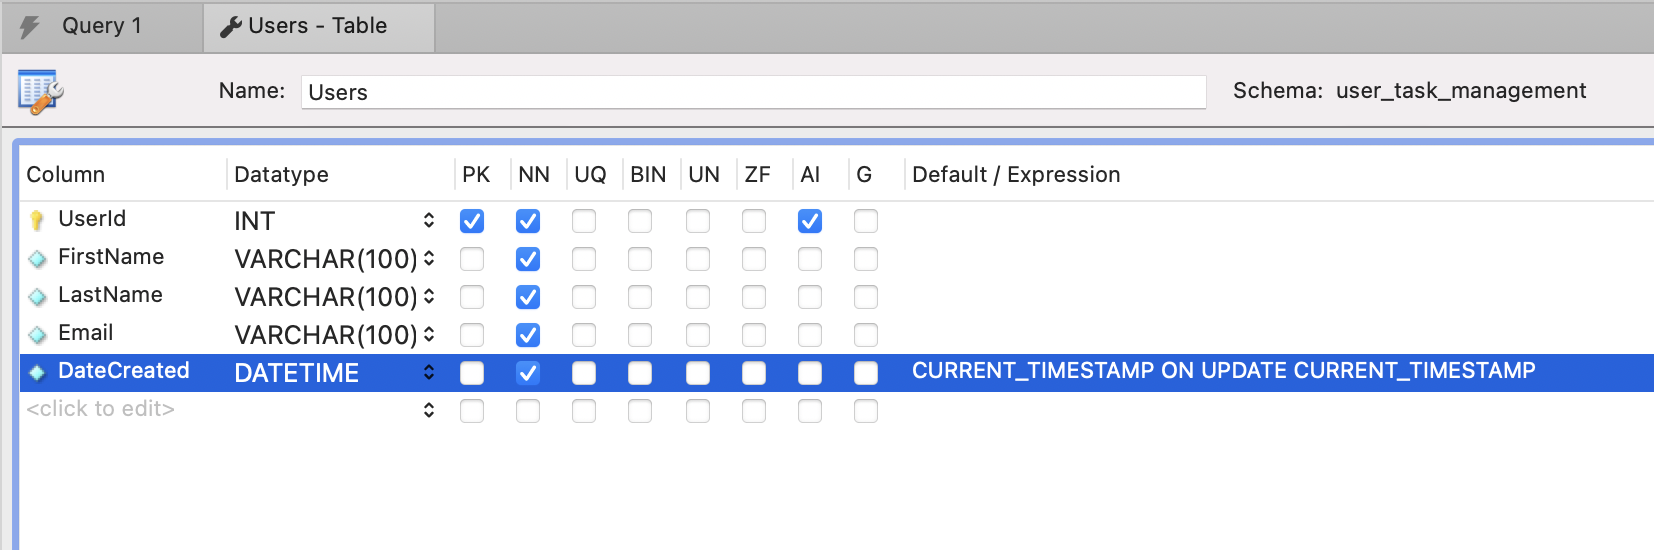 Query 1
Users - Table
Name: Users Schema: user_task_management
Column Datatype PK NN UQ BIN UN ZF AI G Default / Expression
UserId INT
FirstName VARCHAR(100)
LastName VARCHAR(100)
Email VARCHAR(100)
DateCreated DATETIME CURRENT_TIMESTAMP ON UPDATE CURRENT_TIMESTAMP
<click to edit>